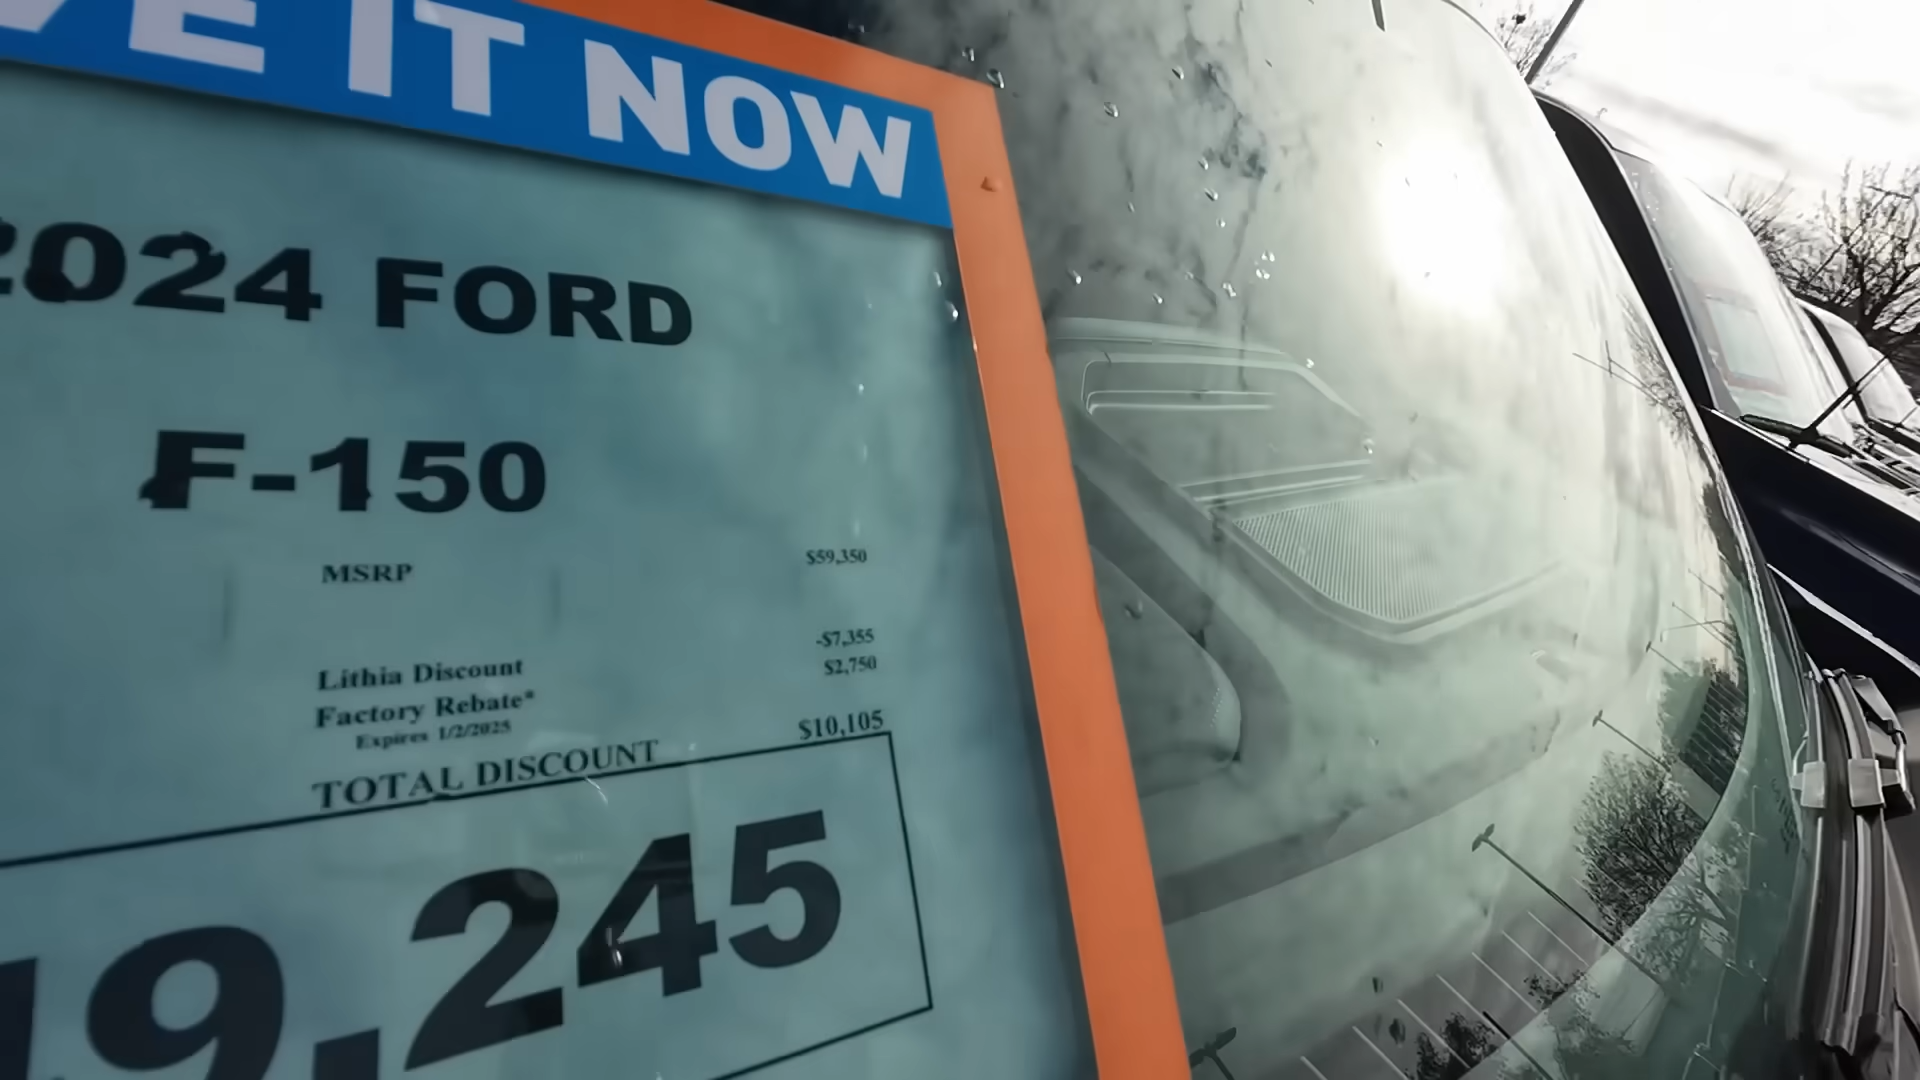 VE IT NOW
2024 FORD
F-150
MSRP $59,350
Lithia Discount -$7,355
Factory Rebate* $2,750
Expires 1/2/2025
TOTAL DISCOUNT $10,105
49,245